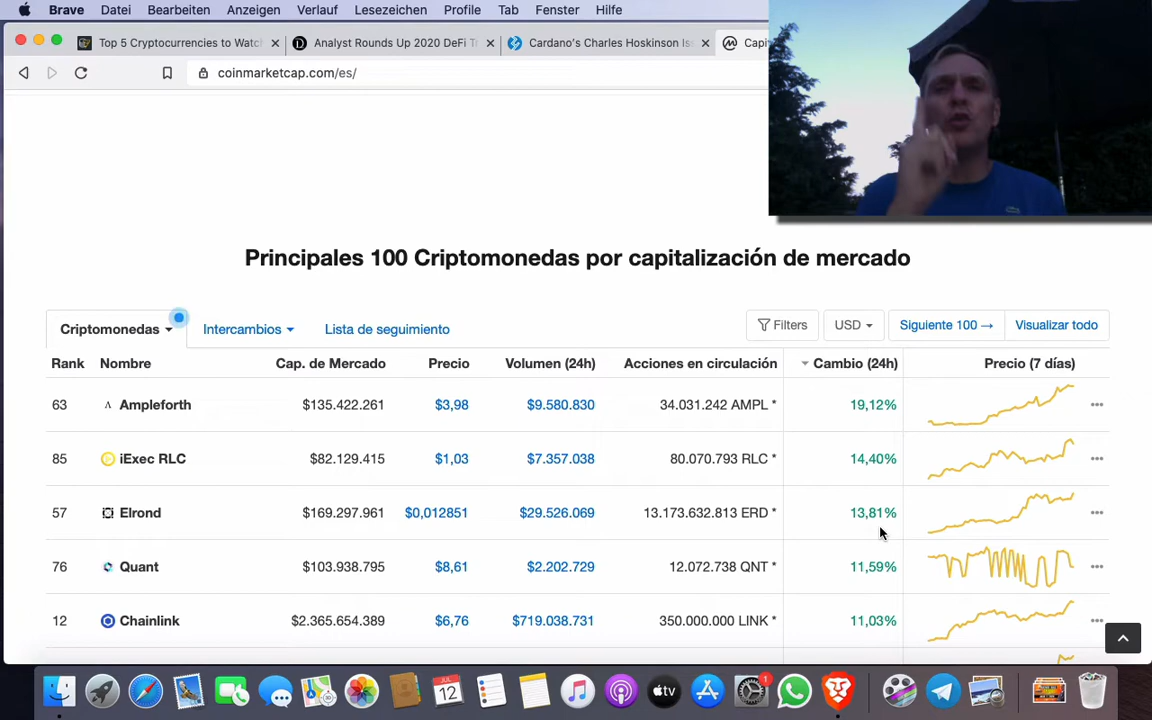 Brave Datei Bearbeiten Anzeigen Verlauf Lesezeichen Profile Tab Fenster Hilfe
Top 5 Cryptocurrencies to Watch Analyst Rounds Up 2020 DeFi Cardano's Charles Hoskinson
coinmarketcap.com/es/
Principales 100 Criptomonedas por capitalización de mercado
Criptomonedas Intercambios Lista de seguimiento Filters USD Siguiente 100 → Visualizar todo
Rank Nombre Cap. de Mercado Precio Volumen (24h) Acciones en circulación Cambio (24h) Precio (7 días)
63 Ampleforth $135.422.261 $3,98 $9.580.830 34.031.242 AMPL * 19,12%
85 iExec RLC $82.129.415 $1,03 $7.357.038 80.070.793 RLC * 14,40%
57 Elrond $169.297.961 $0,012851 $29.526.069 13.173.632.813 ERD * 13,81%
76 Quant $103.938.795 $8,61 $2.202.729 12.072.738 QNT * 11,59%
12 Chainlink $2.365.654.389 $6,76 $719.038.731 350.000.000 LINK * 11,03%
JUL
12
tv
1